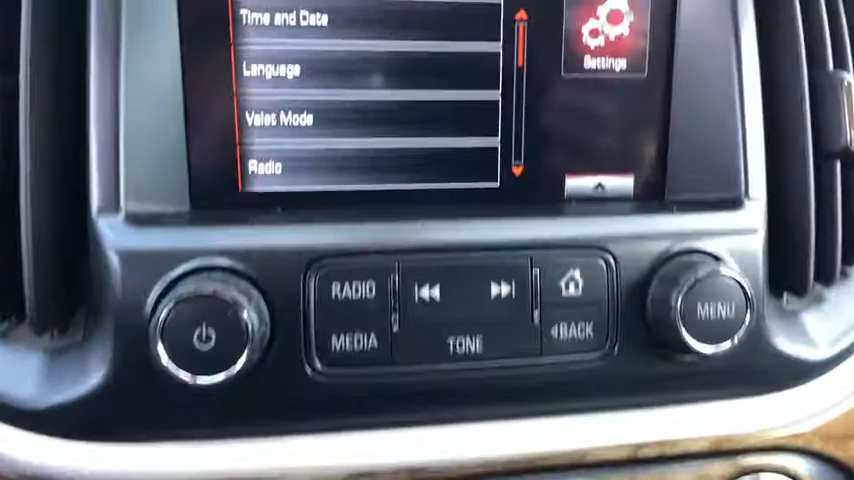 Time and Date
Language
Settings
Valet Mode
Radio
RADIO
MEDIA
TONE
BACK
MENU